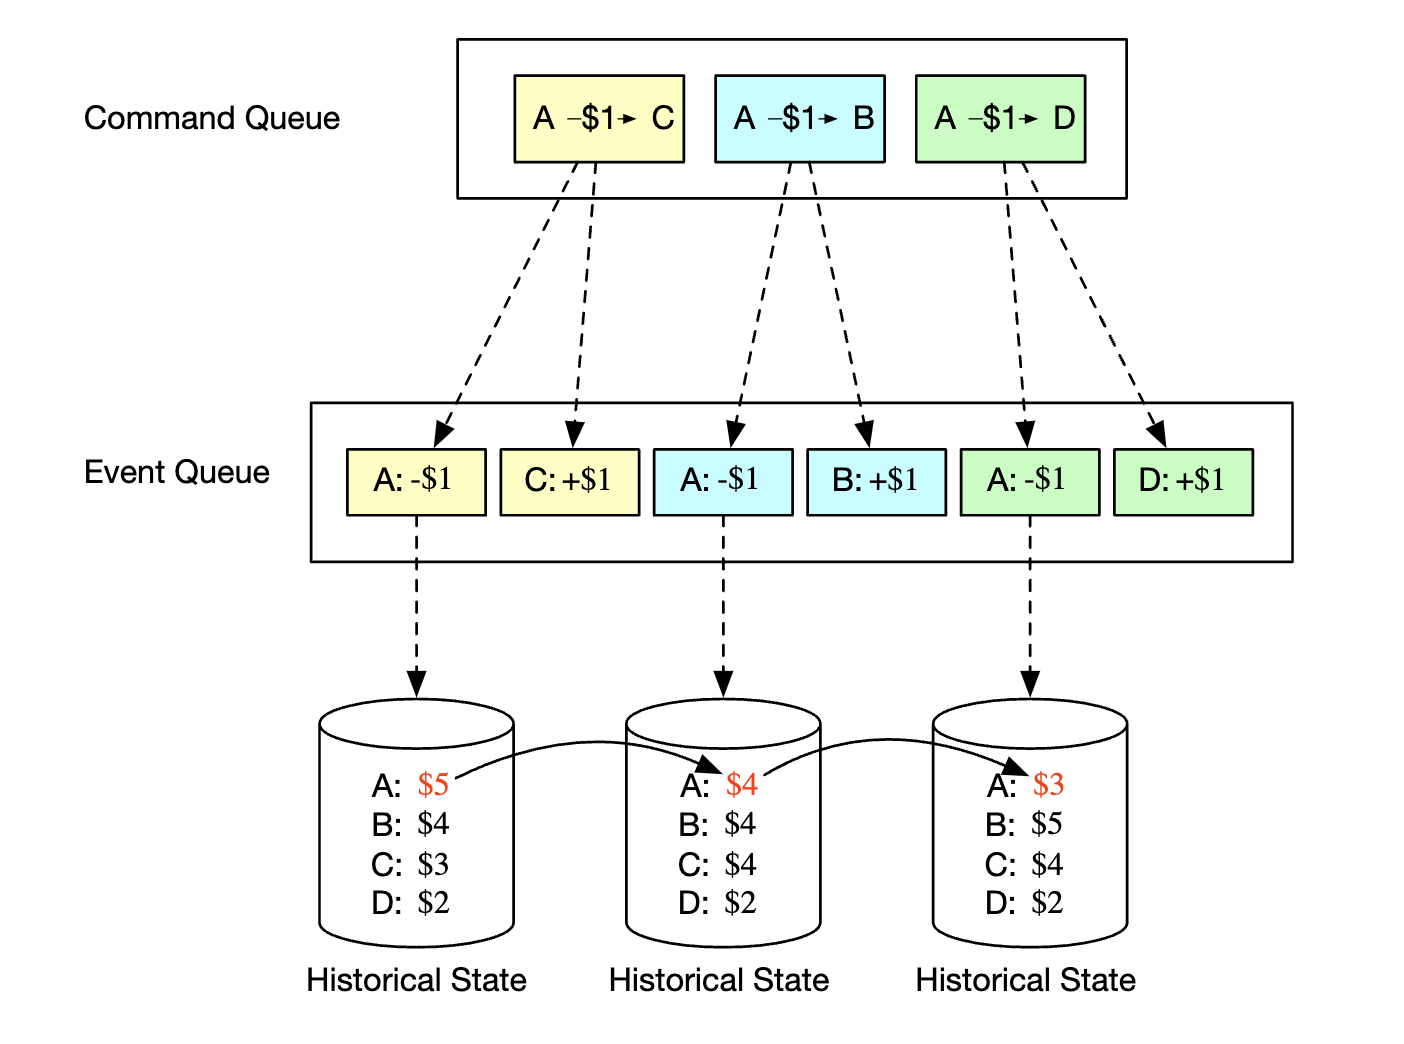 Command Queue
A –$1→ C
A –$1→ B
A –$1→ D
Event Queue
A: -$1
C: +$1
A: -$1
B: +$1
A: -$1
D: +$1
A: $5
B: $4
C: $3
D: $2
Historical State
A: $4
B: $4
C: $4
D: $2
Historical State
A: $3
B: $5
C: $4
D: $2
Historical State